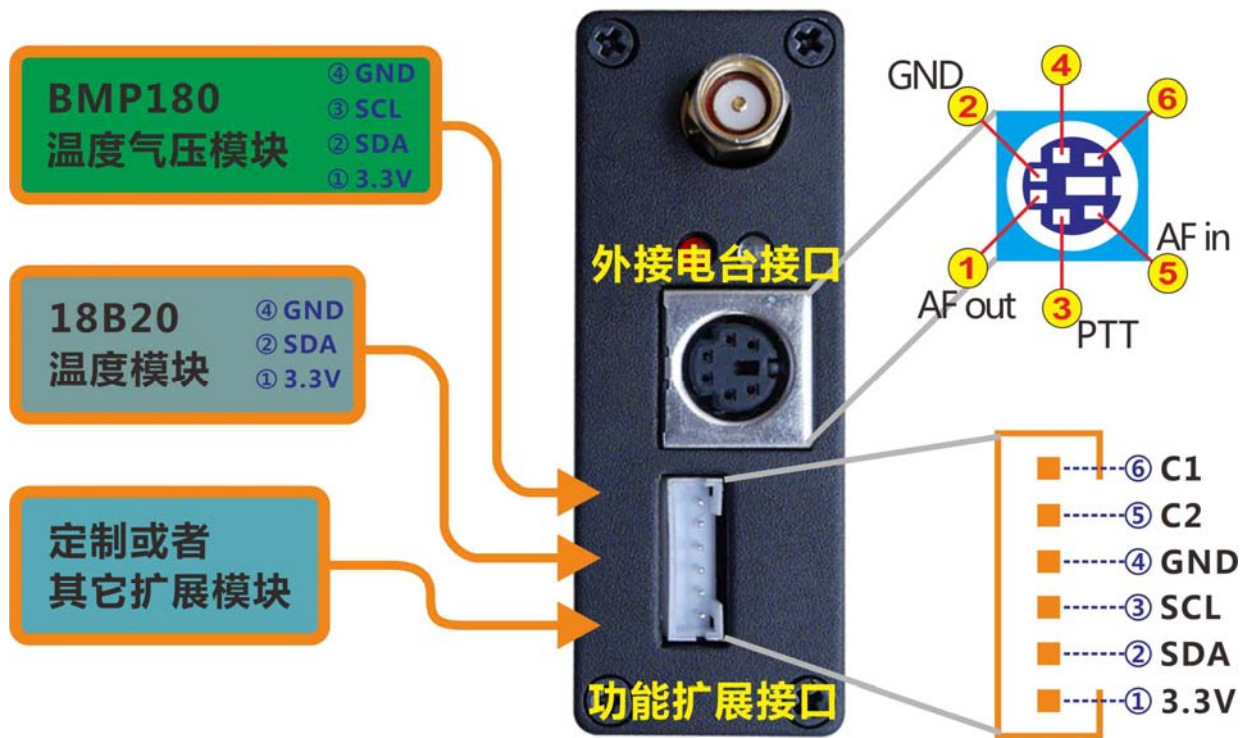 BMP180
温度气压模块
④ GND
③ SCL
② SDA
① 3.3V
18B20
温度模块
④ GND
② SDA
① 3.3V
定制或者
其它扩展模块
外接电台接口
功能扩展接口
GND
2
4
6
1
AF out
3
PTT
5
AF in
⑥ C1
⑤ C2
④ GND
③ SCL
② SDA
① 3.3V